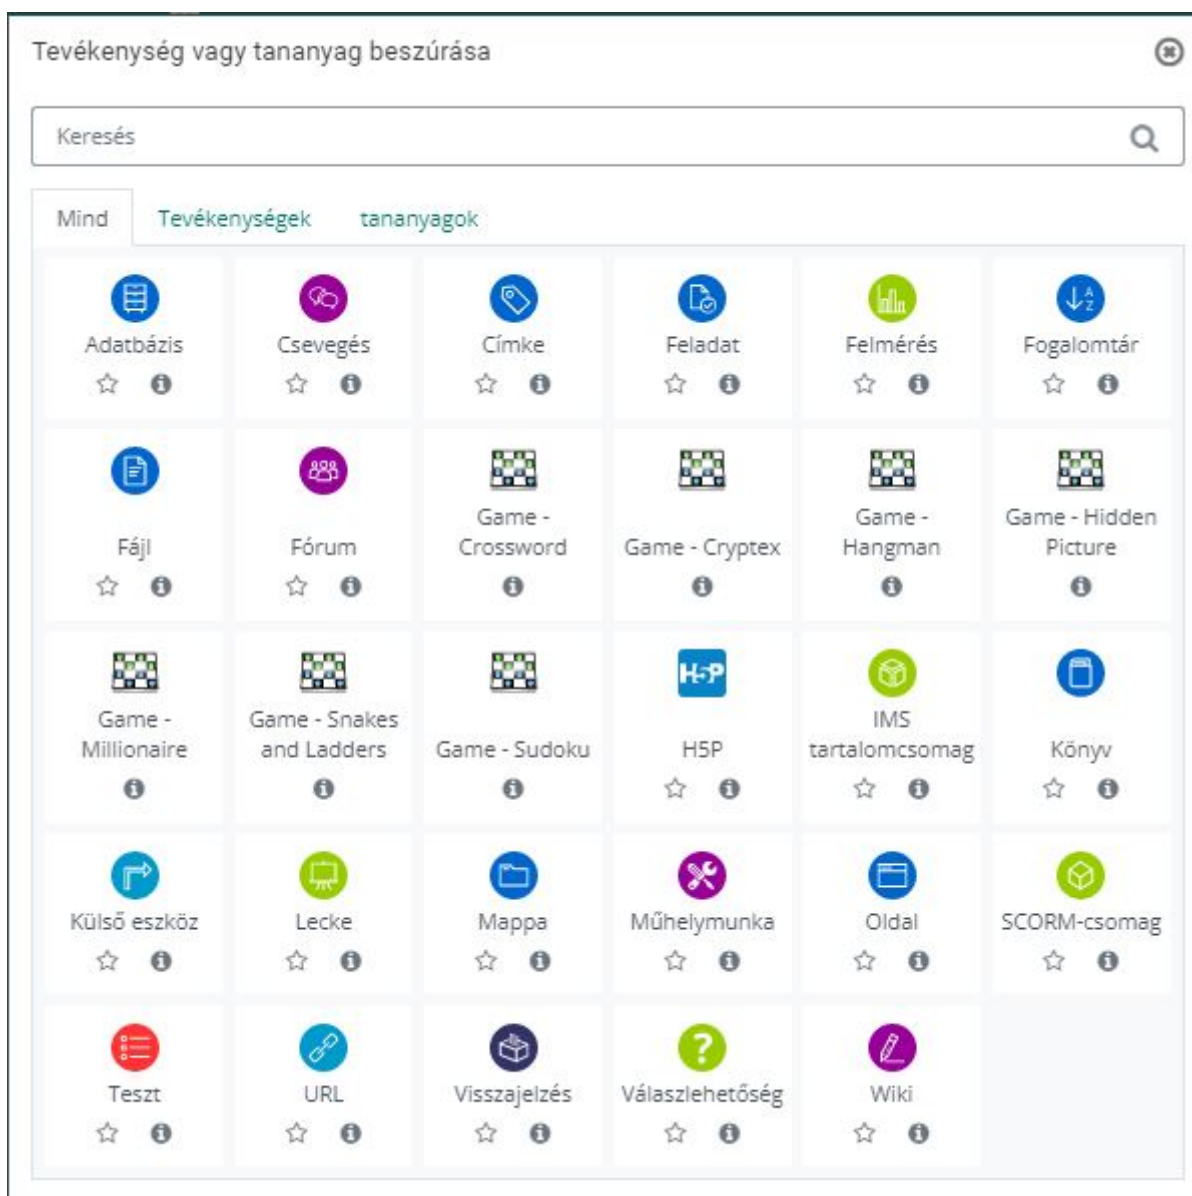 Tevékenység vagy tananyag beszúrása
Keresés
Mind Tevékenységek tananyagok
Adatbázis Csevegés Címke Feladat Felmérés Fogalomtár
Fájl Fórum Game - Crossword Game - Cryptex Game - Hangman Game - Hidden Picture
Game - Millionaire Game - Snakes and Ladders Game - Sudoku H5P IMS tartalomcsomag Könyv
Külső eszköz Lecke Mappa Műhelymunka Oldal SCORM-csomag
Teszt URL Visszajelzés Válaszlehetőség Wiki